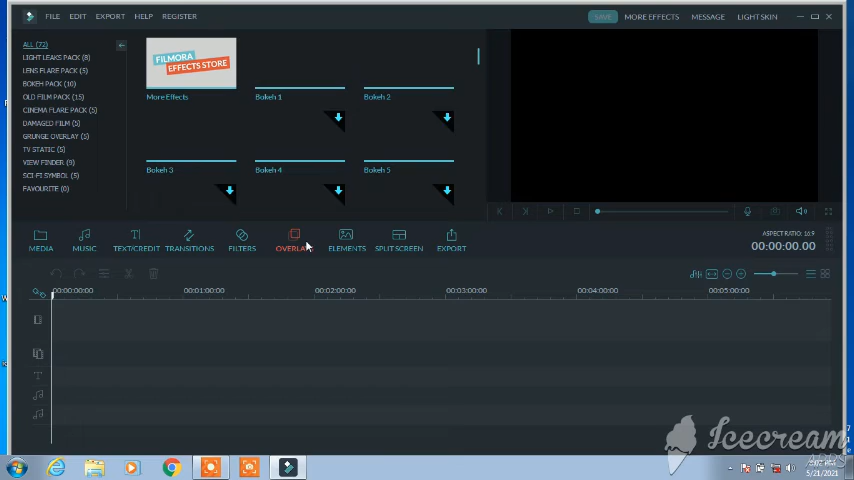 FILE EDIT EXPORT HELP REGISTER
SAVE MORE EFFECTS MESSAGE LIGHT SKIN
ALL (72)
LIGHT LEAKS PACK (8)
LENS FLARE PACK (5)
BOKEH PACK (10)
OLD FILM PACK (15)
CINEMA FLARE PACK (5)
DAMAGED FILM (5)
GRUNGE OVERLAY (5)
TV STATIC (5)
VIEW FINDER (9)
SCI-FI SYMBOL (5)
FAVOURITE (0)
FILMORA
EFFECTS STORE
More Effects Bokeh 1 Bokeh 2
Bokeh 3 Bokeh 4 Bokeh 5
MEDIA MUSIC TEXT/CREDIT TRANSITIONS FILTERS OVERLAY ELEMENTS SPLIT SCREEN EXPORT
ASPECT RATIO: 16:9
00:00:00.00
00:00:00:00 00:01:00:00 00:02:00:00 00:03:00:00 00:04:00:00 00:05:00:00
Icecream
APPS
5/21/2021